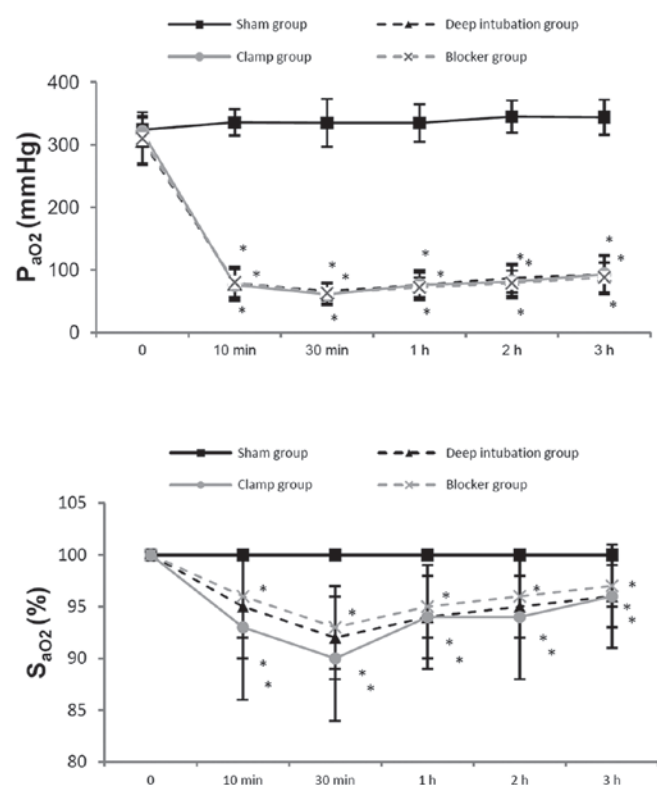 Sham group Deep intubation group
Clamp group Blocker group
400
300
200
100
0
PaO2 (mmHg)
* * * * *
* * * * *
* * * * *
0 10 min 30 min 1 h 2 h 3 h
Sham group Deep intubation group
Clamp group Blocker group
105
100
95
90
85
80
SaO2 (%)
* * * * *
* * * * *
* * * * *
0 10 min 30 min 1 h 2 h 3 h